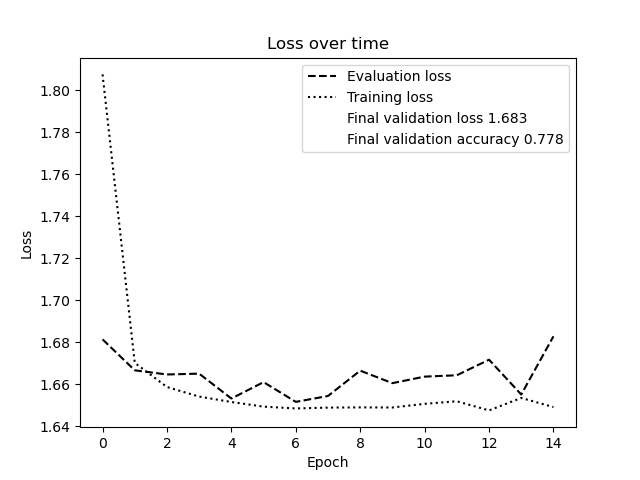 Loss over time
Evaluation loss
Training loss
Final validation loss 1.683
Final validation accuracy 0.778
Loss
1.80
1.78
1.76
1.74
1.72
1.70
1.68
1.66
1.64
0 2 4 6 8 10 12 14
Epoch